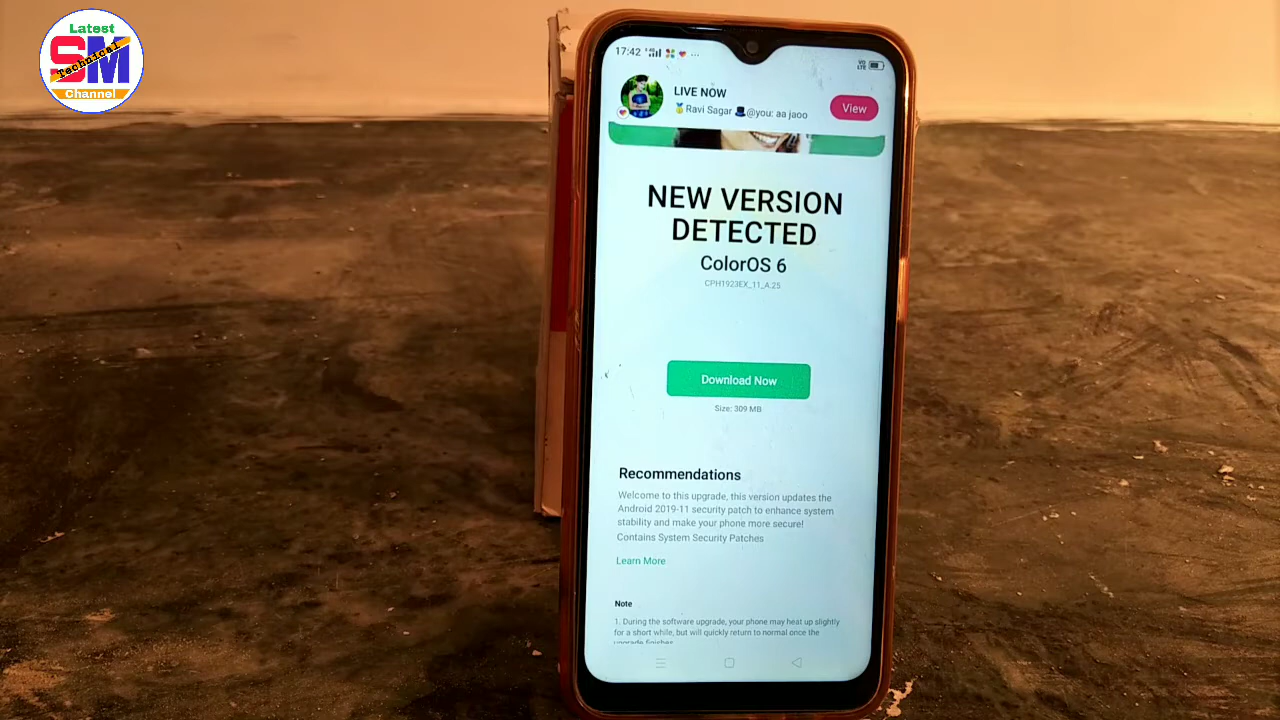 Latest
SM
Technical
Channel
17:42
VO
LTE
LIVE NOW
Ravi Sagar @you: aa jaoo
View
NEW VERSION
DETECTED
ColorOS 6
CPH1923EX_11_A.25
Download Now
Size: 309 MB
Recommendations
Welcome to this upgrade, this version updates the
Android 2019-11 security patch to enhance system
stability and make your phone more secure!
Contains System Security Patches
Learn More
Note
1. During the software upgrade, your phone may heat up slightly
for a short while, but will quickly return to normal once the
upgrade finishes